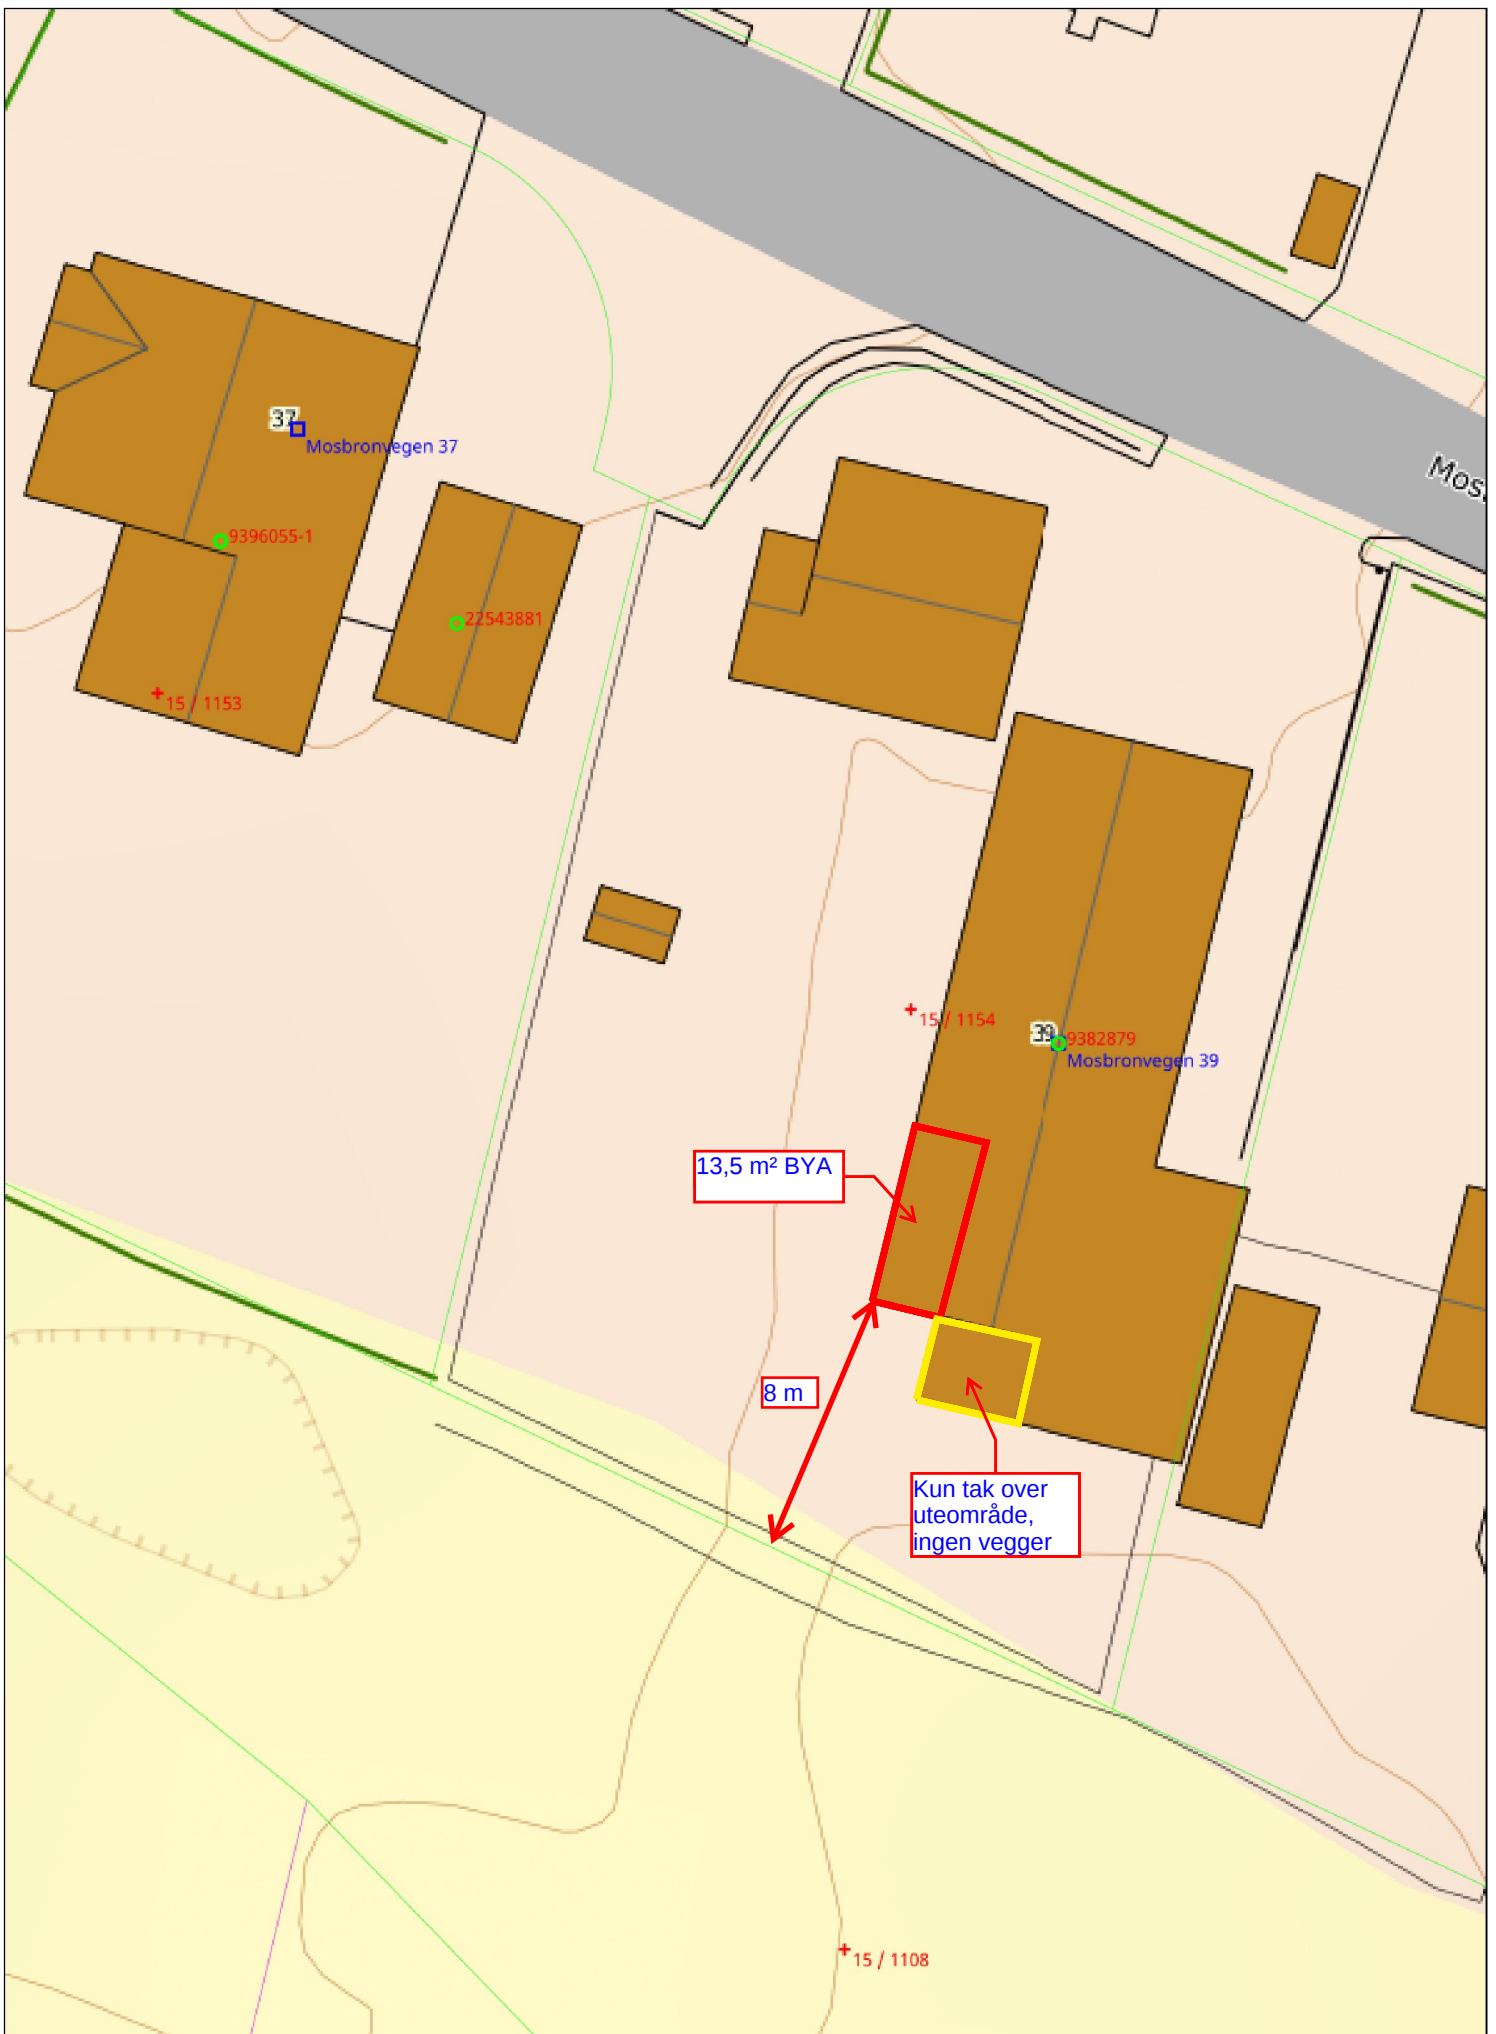 37
Mosbronvegen 37
Mos
9396055-1
22543881
15 / 1153
15 / 1154
39
9382879
Mosbronvegen 39
13,5 m² BYA
8 m
Kun tak over
uteområde,
ingen vegger
15 / 1108